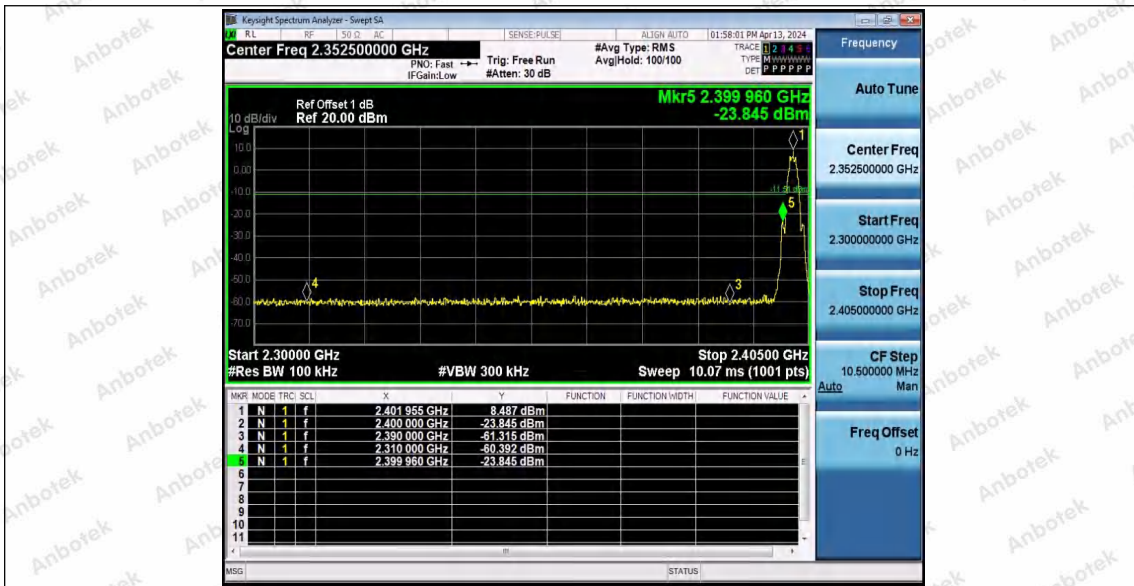 Keysight Spectrum Analyzer - Swept SA
RL RF 50 Ω AC SENSE:PULSE ALIGN AUTO 01:58:01 PM Apr 13, 2024
Center Freq 2.352500000 GHz
PNO: Fast
IFGain:Low
Trig: Free Run
#Atten: 30 dB
#Avg Type: RMS
Avg|Hold: 100/100
TRACE 1 2 3 4 5 6
TYPE M WWWWW
DET P P P P P P
Mkr5 2.399 960 GHz
-23.845 dBm
Ref Offset 1 dB
10 dB/div Ref 20.00 dBm
Log
10.0
0.00
-10.0
-20.0
-30.0
-40.0
-50.0
-60.0
-70.0
1
5
4
3
Start 2.30000 GHz Stop 2.40500 GHz
#Res BW 100 kHz #VBW 300 kHz Sweep 10.07 ms (1001 pts)
MKR MODE TRC SCL X Y FUNCTION FUNCTION WIDTH FUNCTION VALUE
1 N 1 f 2.401 955 GHz 8.487 dBm
2 N 1 f 2.400 000 GHz -23.845 dBm
3 N 1 f 2.390 000 GHz -61.315 dBm
4 N 1 f 2.310 000 GHz -60.392 dBm
5 N 1 f 2.399 960 GHz -23.845 dBm
6
7
8
9
10
11
MSG STATUS
Frequency
Auto Tune
Center Freq
2.352500000 GHz
Start Freq
2.300000000 GHz
Stop Freq
2.405000000 GHz
CF Step
10.500000 MHz
Auto Man
Freq Offset
0 Hz
Anbotek